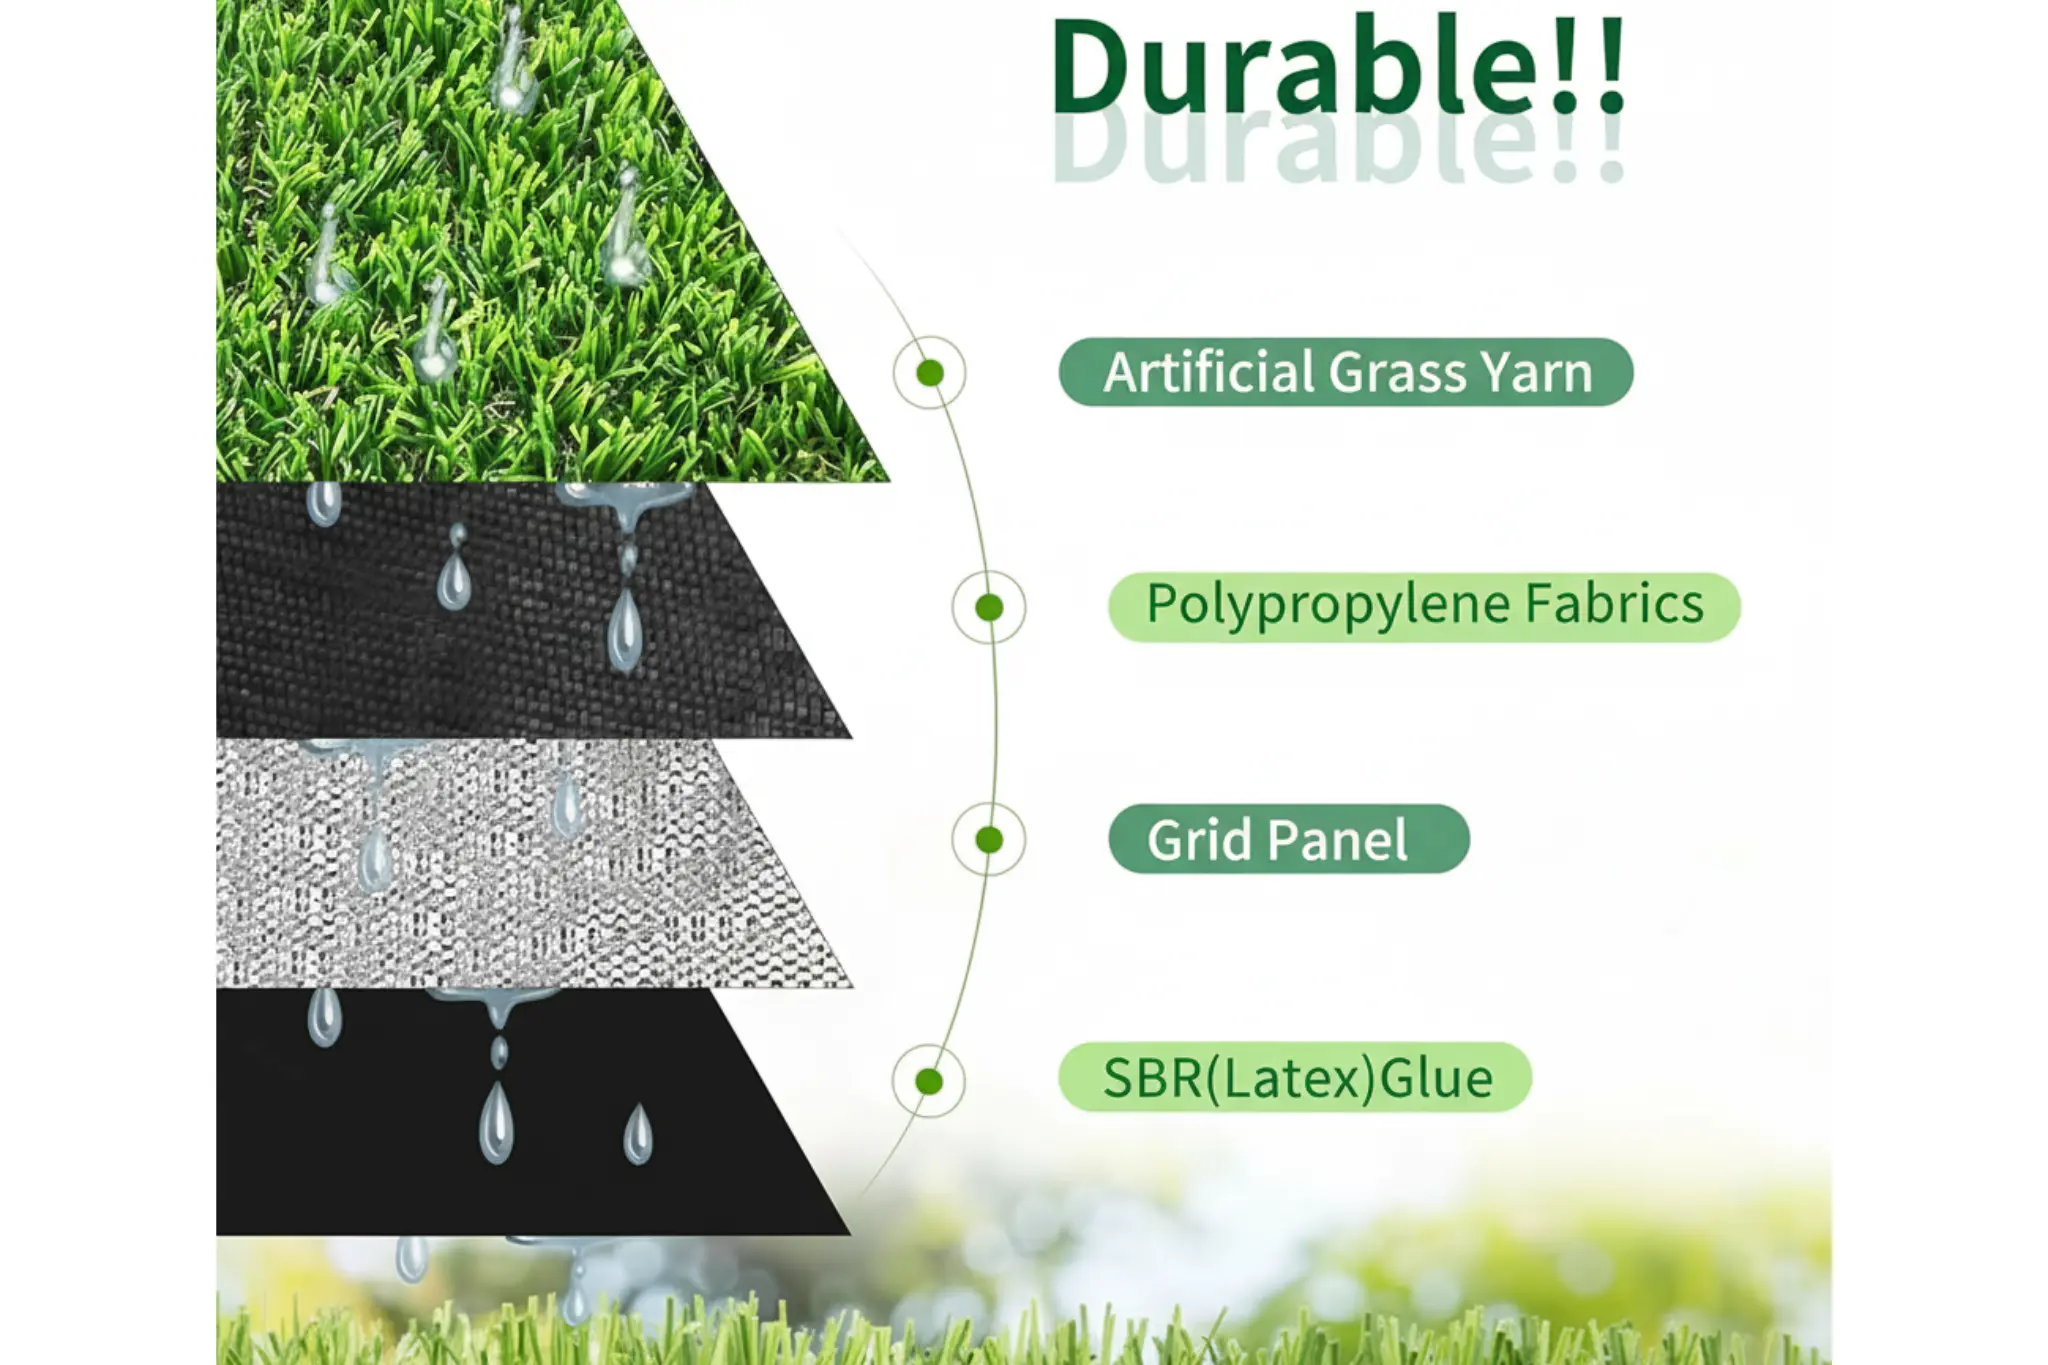 Durable!!
Artificial Grass Yarn
Polypropylene Fabrics
Grid Panel
SBR(Latex)Glue